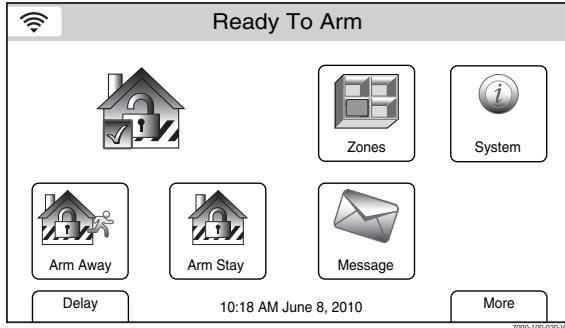 Ready To Arm
Zones
System
Arm Away
Arm Stay
Message
Delay
10:18 AM June 8, 2010
More